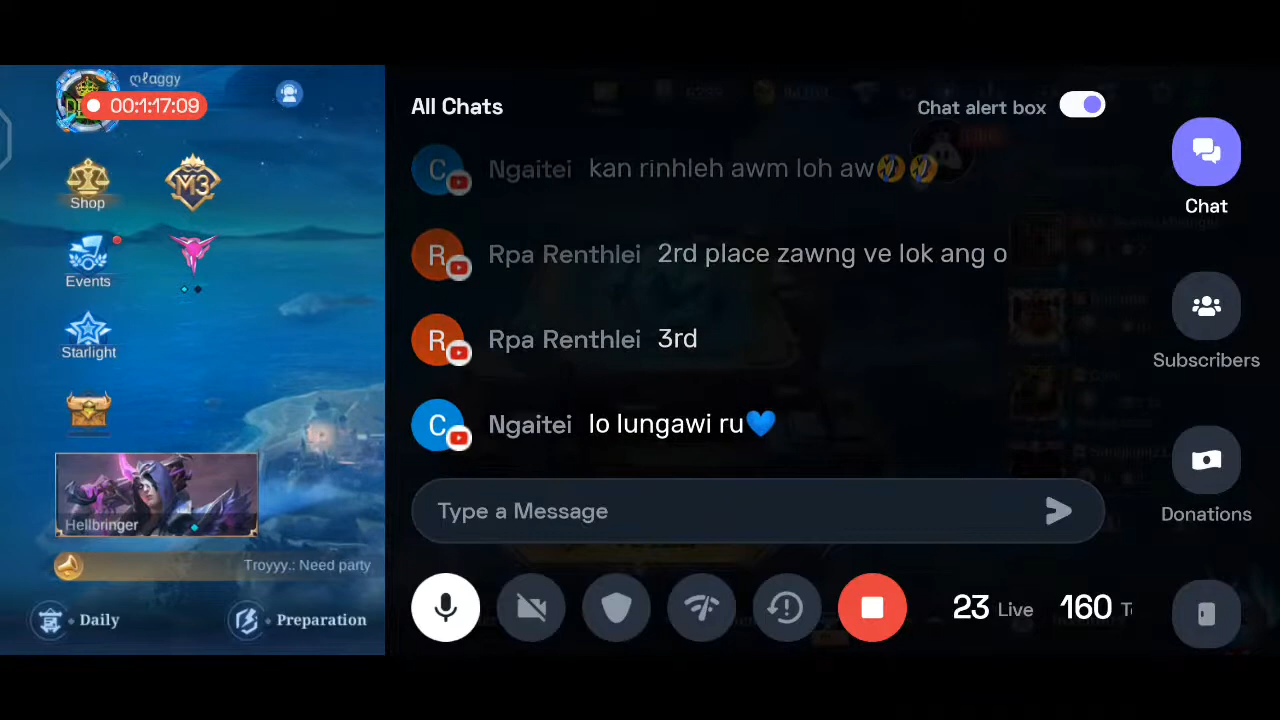 ღℓaggy
00:1:17:09
Shop
M3
Events
Starlight
Hellbringer
Troyyy.: Need party
Daily
Preparation
All Chats
Chat alert box
C Ngaitei kan rinhleh awm loh aw🤣🤣
R Rpa Renthlei 2rd place zawng ve lok ang o
R Rpa Renthlei 3rd
C Ngaitei lo lungawi ru💙
Type a Message
23 Live 160
Chat
Subscribers
Donations